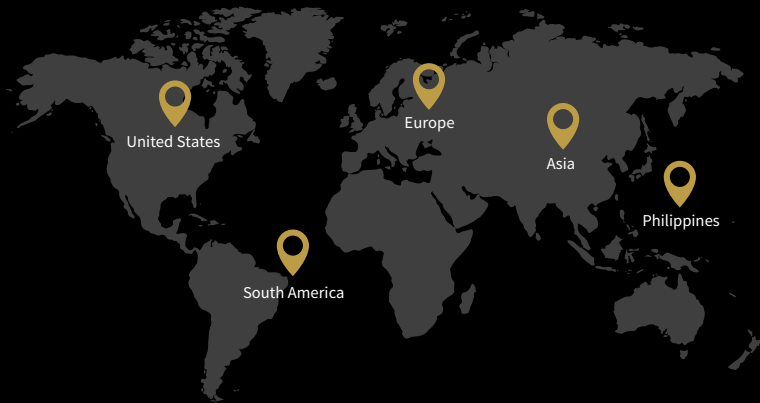 Europe
United States
Asia
Philippines
South America